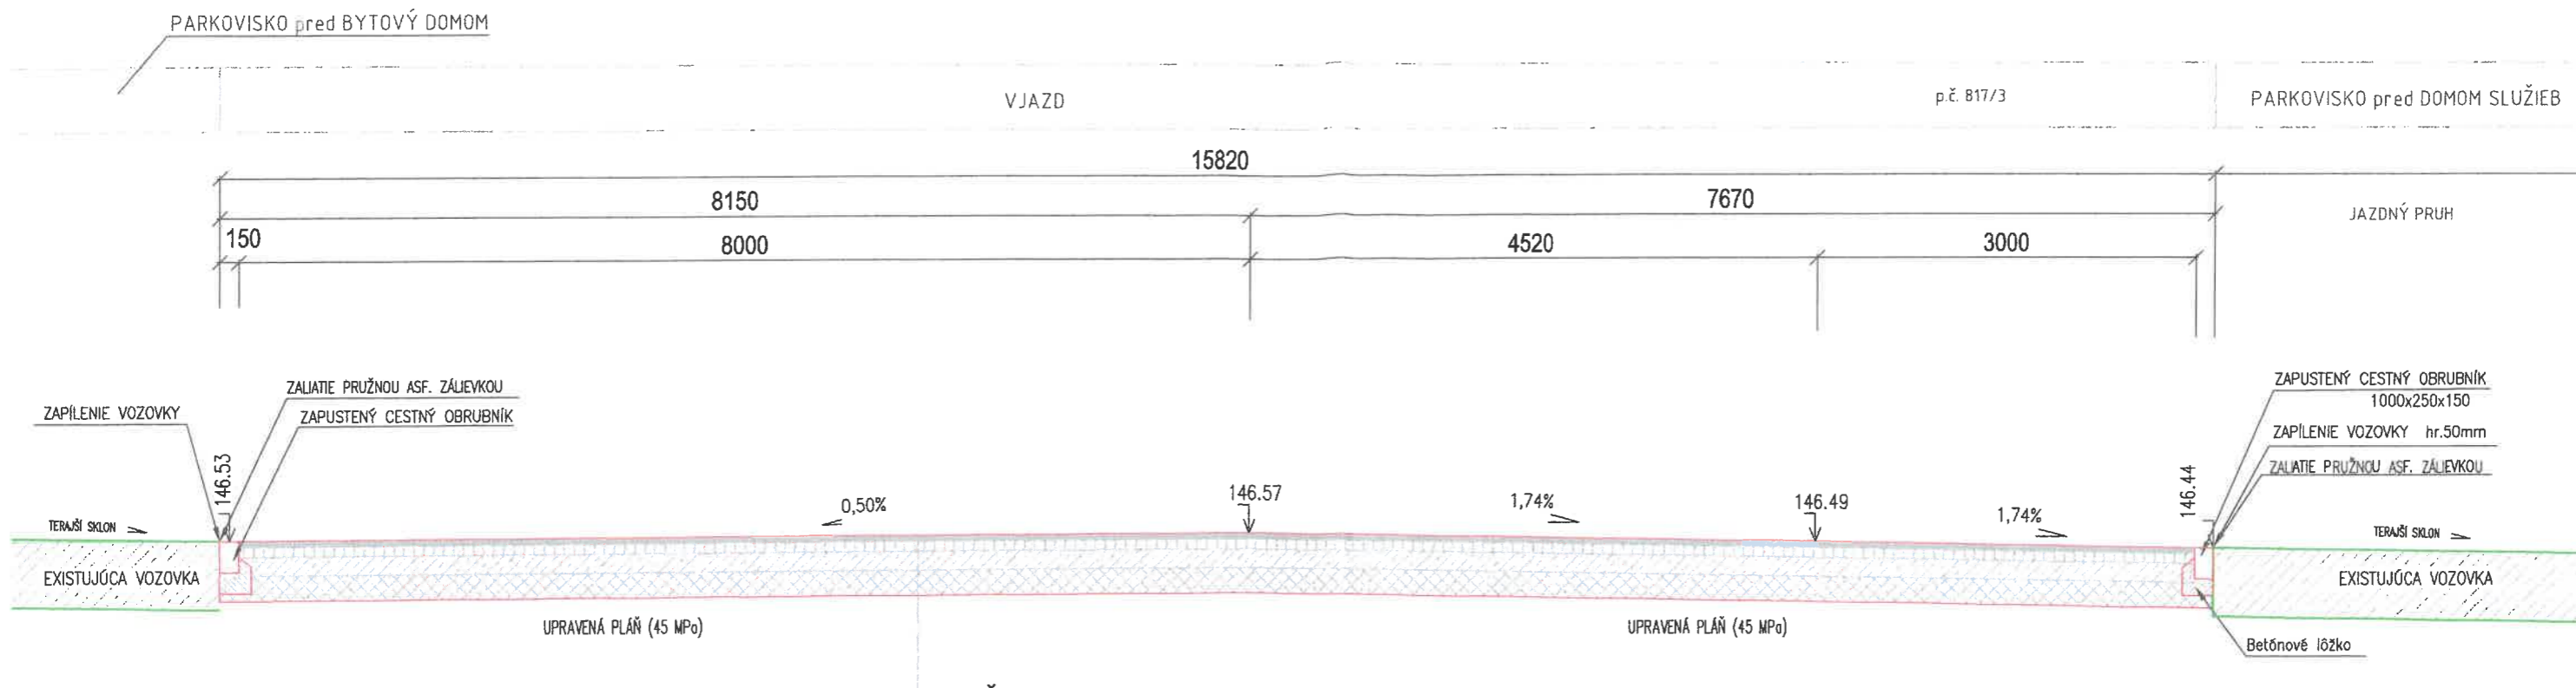 PARKOVISKO pred BYTOVÝ DOMOM
VJAZD
p.č. 817/3
PARKOVISKO pred DOMOM SLUŽIEB
15820
8150
7670
JAZDNÝ PRUH
150
8000
4520
3000
ZAPÍLENIE VOZOVKY
ZALIATIE PRUŽNOU ASF. ZÁLIEVKOU
ZAPUSTENÝ CESTNÝ OBRUBNÍK
ZAPUSTENÝ CESTNÝ OBRUBNÍK
1000x250x150
ZAPÍLENIE VOZOVKY hr.50mm
ZALIATIE PRUŽNOU ASF. ZÁLIEVKOU
146.53
0,50%
146.57
1,74%
146.49
1,74%
146.44
TERAJŠÍ SKLON
TERAJŠÍ SKLON
EXISTUJÚCA VOZOVKA
EXISTUJÚCA VOZOVKA
UPRAVENÁ PLÁŇ (45 MPa)
UPRAVENÁ PLÁŇ (45 MPa)
Betónové lôžko